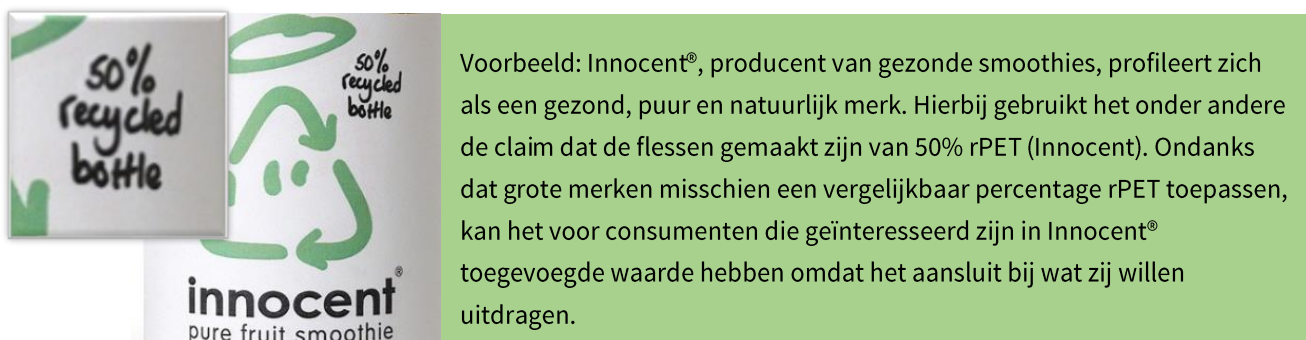 50%
recycled
bottle
50%
recycled
bottle
innocent®
pure fruit smoothie
Voorbeeld: Innocent®, producent van gezonde smoothies, profileert zich
als een gezond, puur en natuurlijk merk. Hierbij gebruikt het onder andere
de claim dat de flessen gemaakt zijn van 50% rPET (Innocent). Ondanks
dat grote merken misschien een vergelijkbaar percentage rPET toepassen,
kan het voor consumenten die geïnteresseerd zijn in Innocent®
toegevoegde waarde hebben omdat het aansluit bij wat zij willen
uitdragen.